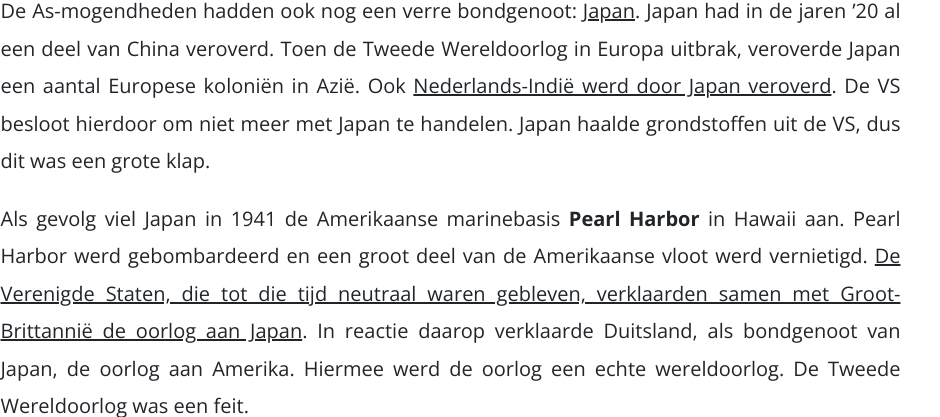 De As-mogendheden hadden ook nog een verre bondgenoot: Japan. Japan had in de jaren ’20 al
een deel van China veroverd. Toen de Tweede Wereldoorlog in Europa uitbrak, veroverde Japan
een aantal Europese koloniën in Azië. Ook Nederlands-Indië werd door Japan veroverd. De VS
besloot hierdoor om niet meer met Japan te handelen. Japan haalde grondstoffen uit de VS, dus
dit was een grote klap.
Als gevolg viel Japan in 1941 de Amerikaanse marinebasis Pearl Harbor in Hawaii aan. Pearl
Harbor werd gebombardeerd en een groot deel van de Amerikaanse vloot werd vernietigd. De
Verenigde Staten, die tot die tijd neutraal waren gebleven, verklaarden samen met Groot-
Brittannië de oorlog aan Japan. In reactie daarop verklaarde Duitsland, als bondgenoot van
Japan, de oorlog aan Amerika. Hiermee werd de oorlog een echte wereldoorlog. De Tweede
Wereldoorlog was een feit.